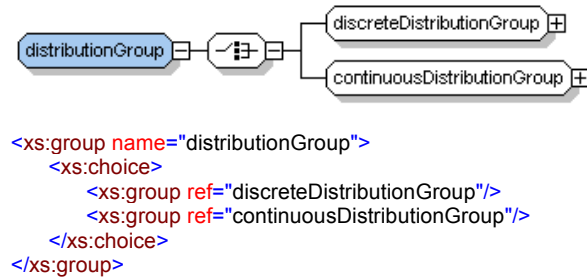 discreteDistributionGroup
distributionGroup
continuousDistributionGroup
<xs:group name="distributionGroup">
<xs:choice>
<xs:group ref="discreteDistributionGroup"/>
<xs:group ref="continuousDistributionGroup"/>
</xs:choice>
</xs:group>